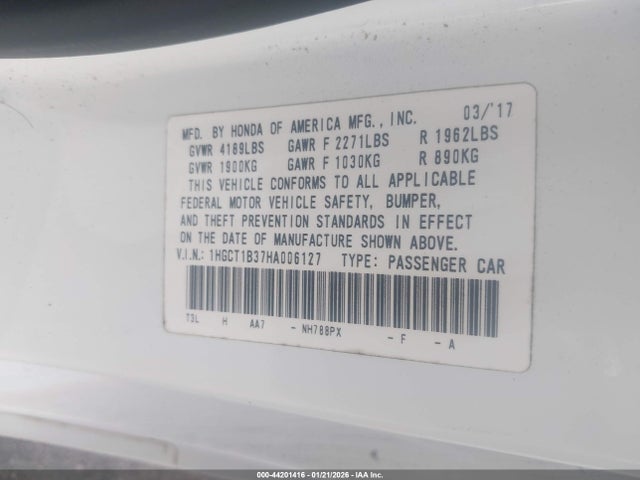 MFD. BY HONDA OF AMERICA MFG., INC. 03/'17
GVWR 4189LBS GAWR F 2271LBS R 1962LBS
GVWR 1900KG GAWR F 1030KG R 890KG
THIS VEHICLE CONFORMS TO ALL APPLICABLE
FEDERAL MOTOR VEHICLE SAFETY, BUMPER,
AND THEFT PREVENTION STANDARDS IN EFFECT
ON THE DATE OF MANUFACTURE SHOWN ABOVE.
V.I.N.: 1HGCT1B37HA006127 TYPE: PASSENGER CAR
T3L H AA7 - NH788PX - F - A
000-44201416 - 01/21/2026 - IAA Inc.